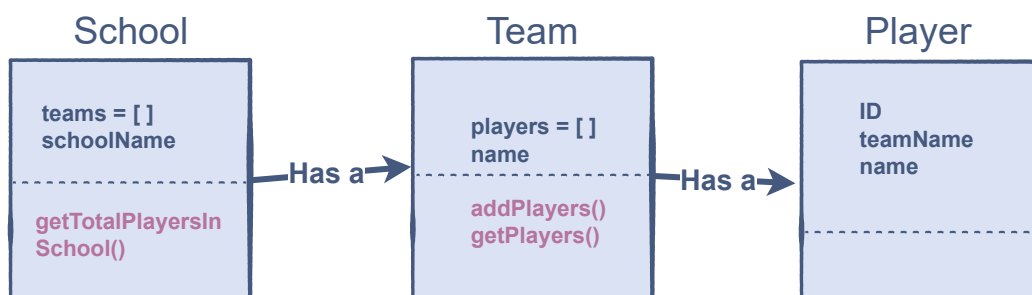 School
teams = [ ]
schoolName
getTotalPlayersIn
School()
Has a
Team
players = [ ]
name
addPlayers()
getPlayers()
Has a
Player
ID
teamName
name